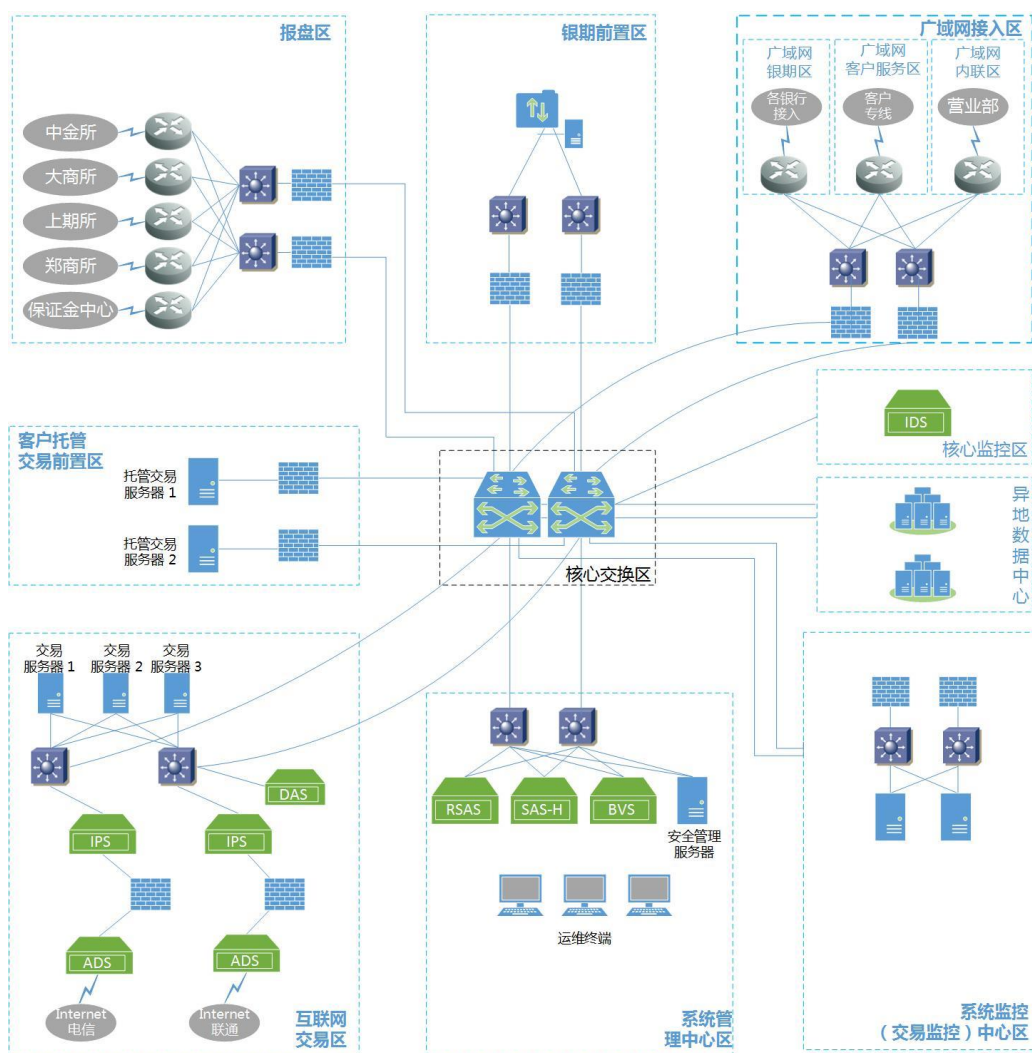 报盘区
中金所
大商所
上期所
郑商所
保证金中心
银期前置区
广域网接入区
广域网
银期区
广域网
客户服务区
广域网
内联区
各银行
接入
客户
专线
营业部
IDS
核心监控区
客户托管
交易前置区
托管交易
服务器 1
托管交易
服务器 2
核心交换区
异
地
数
据
中
心
交易
服务器 1
交易
服务器 2
交易
服务器 3
DAS
IPS
IPS
ADS
ADS
Internet
电信
Internet
联通
互联网
交易区
RSAS
SAS-H
BVS
安全管理
服务器
运维终端
系统管
理中心区
系统监控
（交易监控）中心区